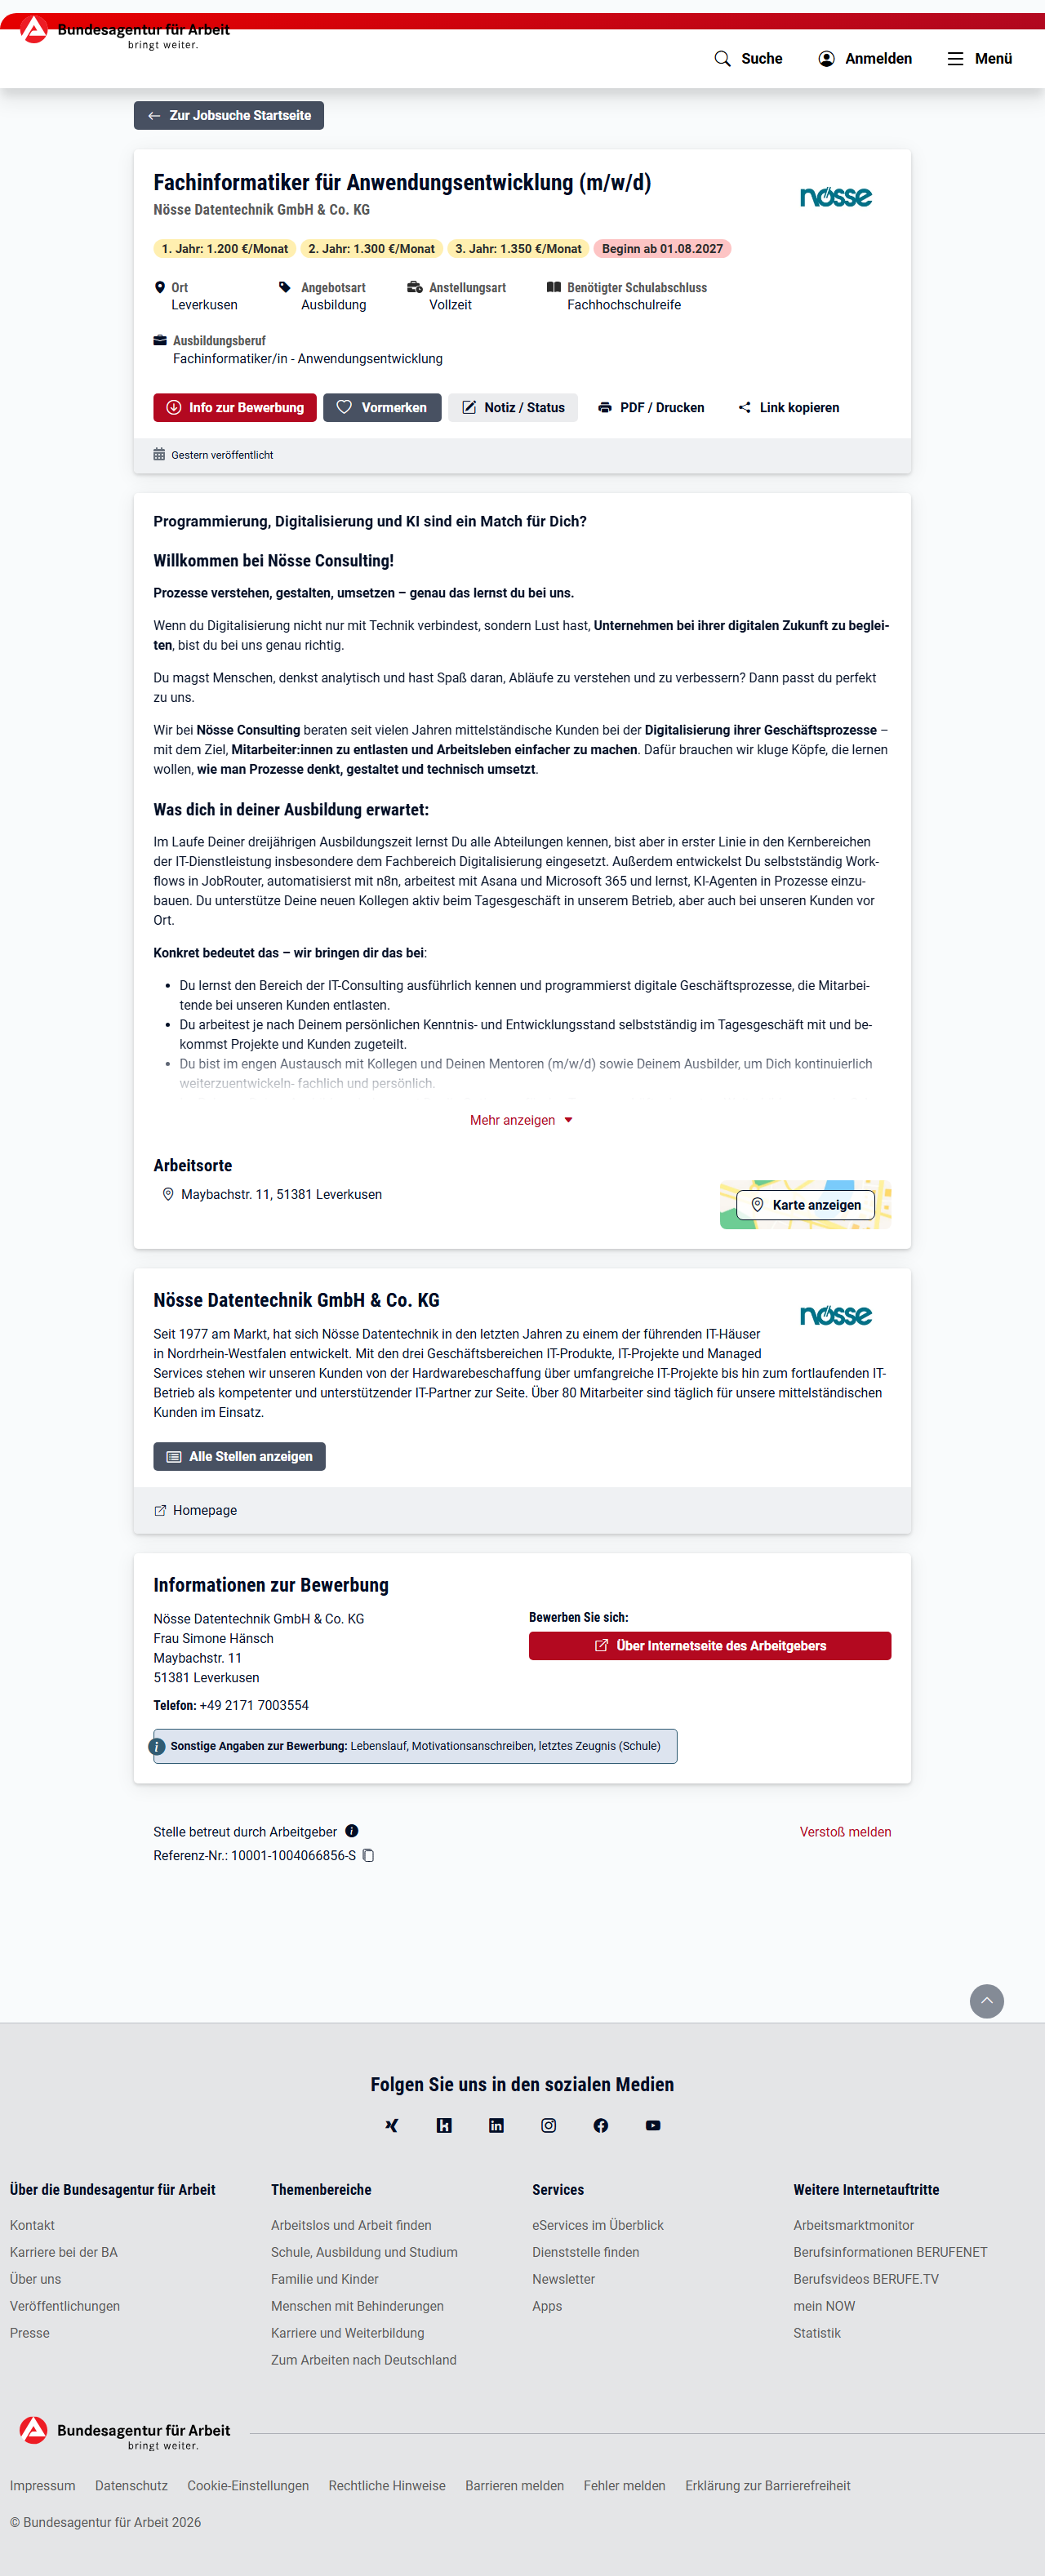 Bundesagentur für Arbeit
bringt weiter.
Suche
Anmelden
Menü
Zur Jobsuche Startseite
Fachinformatiker für Anwendungsentwicklung (m/w/d)
Nösse Datentechnik GmbH & Co. KG
nösse
1. Jahr: 1.200 €/Monat 2. Jahr: 1.300 €/Monat 3. Jahr: 1.350 €/Monat Beginn ab 01.08.2027
Ort
Leverkusen
Angebotsart
Ausbildung
Anstellungsart
Vollzeit
Benötigter Schulabschluss
Fachhochschulreife
Ausbildungsberuf
Fachinformatiker/in - Anwendungsentwicklung
Info zur Bewerbung
Vormerken
Notiz / Status
PDF / Drucken
Link kopieren
Gestern veröffentlicht
Programmierung, Digitalisierung und KI sind ein Match für Dich?
Willkommen bei Nösse Consulting!
Prozesse verstehen, gestalten, umsetzen – genau das lernst du bei uns.
Wenn du Digitalisierung nicht nur mit Technik verbindest, sondern Lust hast, Unternehmen bei ihrer digitalen Zukunft zu beglei-
ten, bist du bei uns genau richtig.
Du magst Menschen, denkst analytisch und hast Spaß daran, Abläufe zu verstehen und zu verbessern? Dann passt du perfekt
zu uns.
Wir bei Nösse Consulting beraten seit vielen Jahren mittelständische Kunden bei der Digitalisierung ihrer Geschäftsprozesse –
mit dem Ziel, Mitarbeiter:innen zu entlasten und Arbeitsleben einfacher zu machen. Dafür brauchen wir kluge Köpfe, die lernen
wollen, wie man Prozesse denkt, gestaltet und technisch umsetzt.
Was dich in deiner Ausbildung erwartet:
Im Laufe Deiner dreijährigen Ausbildungszeit lernst Du alle Abteilungen kennen, bist aber in erster Linie in den Kernbereichen
der IT-Dienstleistung insbesondere dem Fachbereich Digitalisierung eingesetzt. Außerdem entwickelst Du selbstständig Work-
flows in JobRouter, automatisierst mit n8n, arbeitest mit Asana und Microsoft 365 und lernst, KI-Agenten in Prozesse einzu-
bauen. Du unterstütze Deine neuen Kollegen aktiv beim Tagesgeschäft in unserem Betrieb, aber auch bei unseren Kunden vor
Ort.
Konkret bedeutet das – wir bringen dir das bei:
• Du lernst den Bereich der IT-Consulting ausführlich kennen und programmierst digitale Geschäftsprozesse, die Mitarbei-
tende bei unseren Kunden entlasten.
• Du arbeitest je nach Deinem persönlichen Kenntnis- und Entwicklungsstand selbstständig im Tagesgeschäft mit und be-
kommst Projekte und Kunden zugeteilt.
• Du bist im engen Austausch mit Kollegen und Deinen Mentoren (m/w/d) sowie Deinem Ausbilder, um Dich kontinuierlich
weiterzuentwickeln- fachlich und persönlich.
Mehr anzeigen
Arbeitsorte
Maybachstr. 11, 51381 Leverkusen
Karte anzeigen
Nösse Datentechnik GmbH & Co. KG
nösse
Seit 1977 am Markt, hat sich Nösse Datentechnik in den letzten Jahren zu einem der führenden IT-Häuser
in Nordrhein-Westfalen entwickelt. Mit den drei Geschäftsbereichen IT-Produkte, IT-Projekte und Managed
Services stehen wir unseren Kunden von der Hardwarebeschaffung über umfangreiche IT-Projekte bis hin zum fortlaufenden IT-
Betrieb als kompetenter und unterstützender IT-Partner zur Seite. Über 80 Mitarbeiter sind täglich für unsere mittelständischen
Kunden im Einsatz.
Alle Stellen anzeigen
Homepage
Informationen zur Bewerbung
Nösse Datentechnik GmbH & Co. KG
Frau Simone Hänsch
Maybachstr. 11
51381 Leverkusen
Telefon: +49 2171 7003554
Bewerben Sie sich:
Über Internetseite des Arbeitgebers
Sonstige Angaben zur Bewerbung: Lebenslauf, Motivationsanschreiben, letztes Zeugnis (Schule)
Stelle betreut durch Arbeitgeber
Verstoß melden
Referenz-Nr.: 10001-1004066856-S
Folgen Sie uns in den sozialen Medien
Über die Bundesagentur für Arbeit
Kontakt
Karriere bei der BA
Über uns
Veröffentlichungen
Presse
Themenbereiche
Arbeitslos und Arbeit finden
Schule, Ausbildung und Studium
Familie und Kinder
Menschen mit Behinderungen
Karriere und Weiterbildung
Zum Arbeiten nach Deutschland
Services
eServices im Überblick
Dienststelle finden
Newsletter
Apps
Weitere Internetauftritte
Arbeitsmarktmonitor
Berufsinformationen BERUFENET
Berufsvideos BERUFE.TV
mein NOW
Statistik
Bundesagentur für Arbeit
bringt weiter.
Impressum Datenschutz Cookie-Einstellungen Rechtliche Hinweise Barrieren melden Fehler melden Erklärung zur Barrierefreiheit
© Bundesagentur für Arbeit 2026